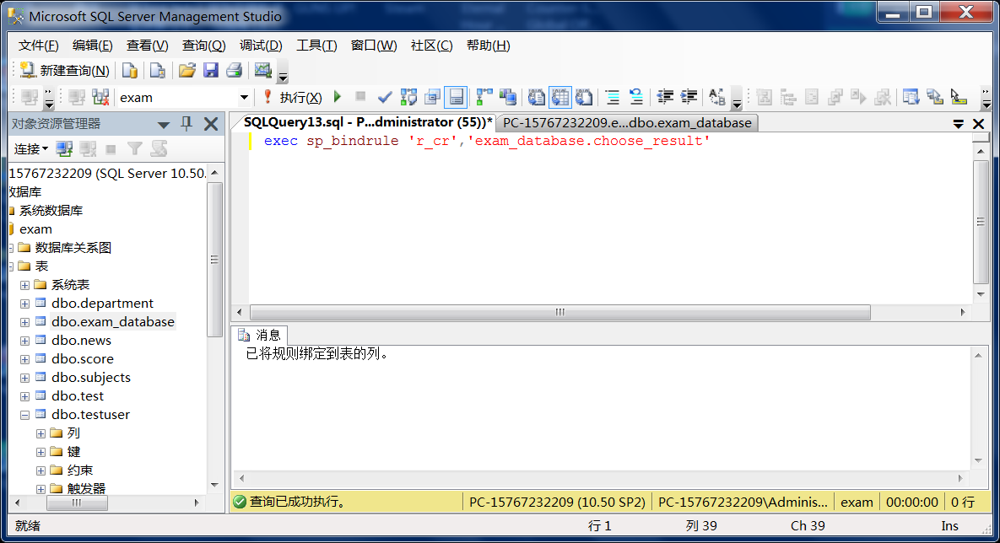 Microsoft SQL Server Management Studio
文件(F) 编辑(E) 查看(V) 查询(Q) 调试(D) 工具(T) 窗口(W) 社区(C) 帮助(H)
新建查询(N)
exam 执行(X)
对象资源管理器
SQLQuery13.sql - P...dministrator (55))* PC-15767232209.e...dbo.exam_database
连接
exec sp_bindrule 'r_cr','exam_database.choose_result'
15767232209 (SQL Server 10.50.
数据库
系统数据库
exam
数据库关系图
表
系统表
dbo.department
dbo.exam_database
dbo.news
dbo.score
dbo.subjects
dbo.test
dbo.testuser
列
键
约束
触发器
消息
已将规则绑定到表的列。
查询已成功执行。 PC-15767232209 (10.50 SP2) PC-15767232209\Adminis... exam 00:00:00 0 行
就绪 行 1 列 39 Ch 39 Ins